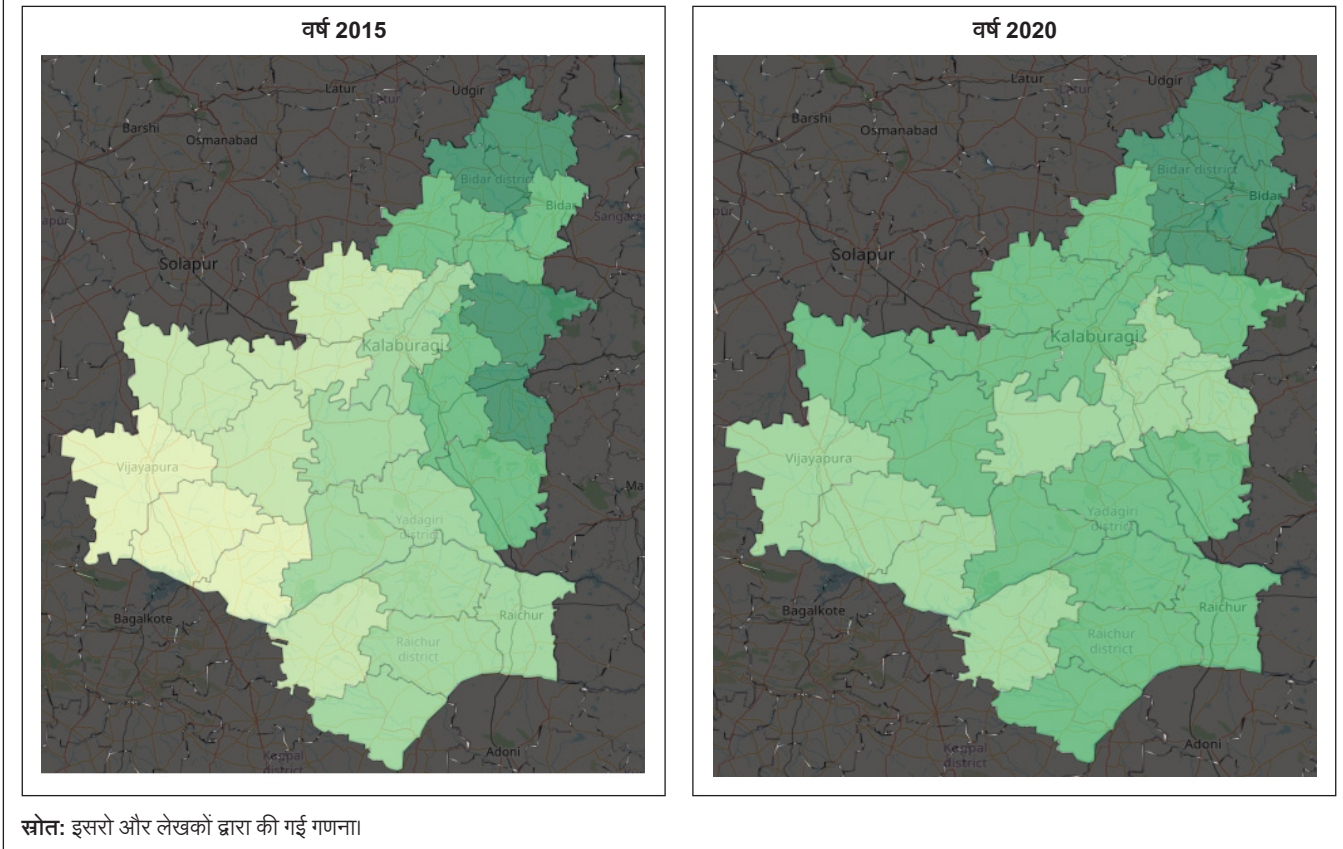 वर्ष 2015
वर्ष 2020
Latur
Latur
Udgir
Barshi
Osmanabad
Bidar district
Bidar
Solapur
Kalaburagi
Vijayapura
Yadagiri
district
Bagalkote
Raichur
Raichur
district
Adoni
Koppal
district
Latur
Latur
Udgir
Barshi
Osmanabad
Bidar district
Bidar
Solapur
Kalaburagi
Vijayapura
Yadagiri
district
Bagalkote
Raichur
Raichur
district
Adoni
Koppal
district
स्रोत: इसरो और लेखकों द्वारा की गई गणना।